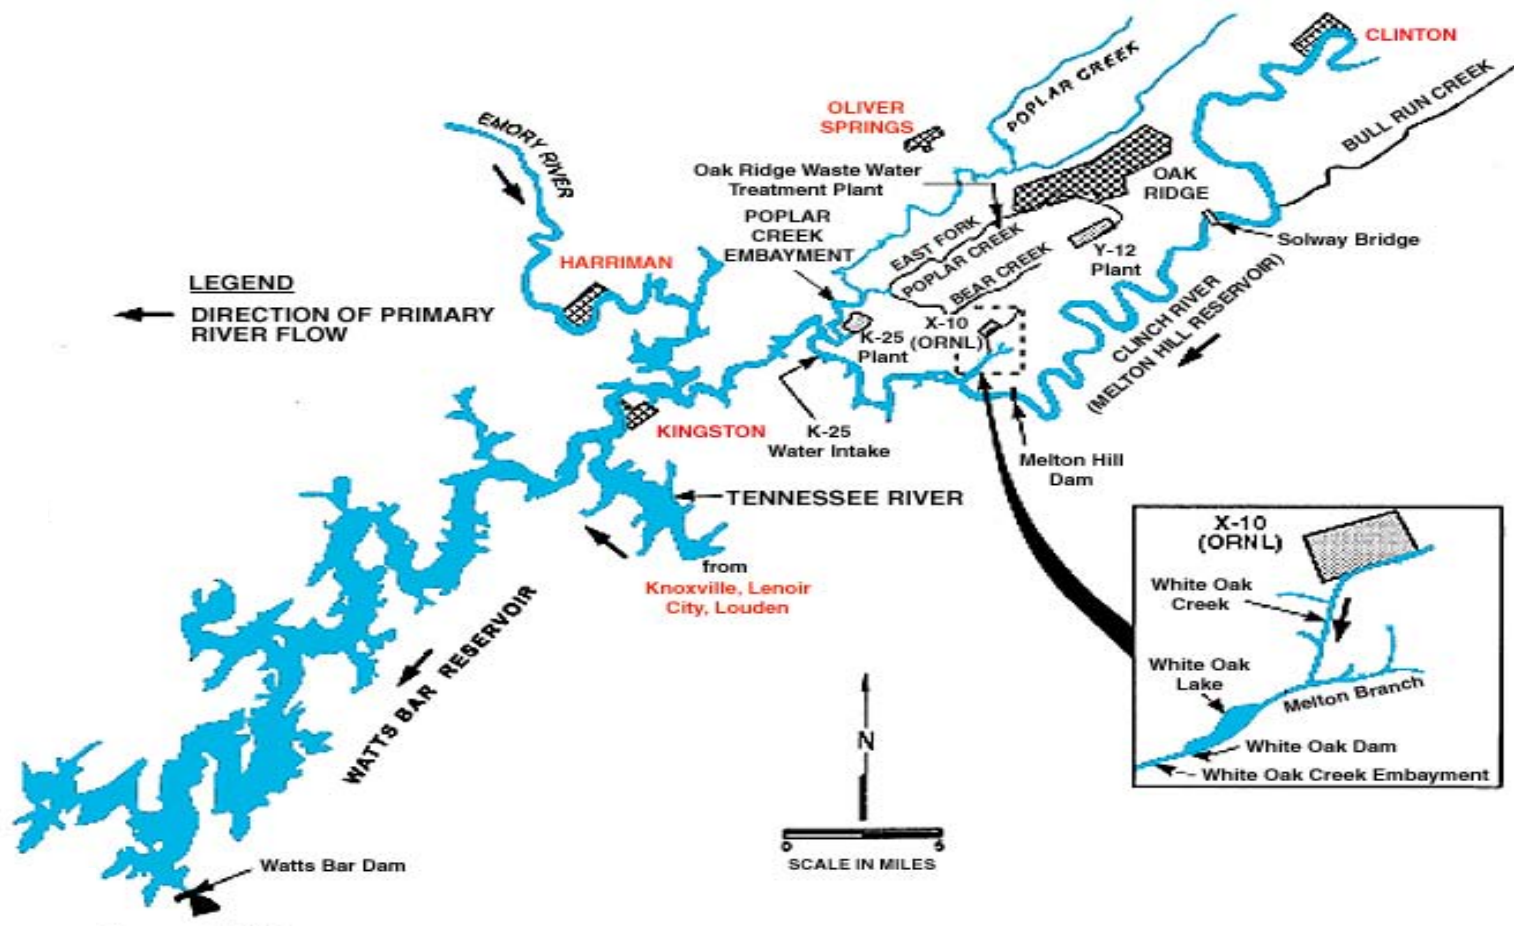 CLINTON
POPLAR CREEK
BULL RUN CREEK
OLIVER
SPRINGS
EMORY RIVER
Oak Ridge Waste Water
Treatment Plant
OAK
RIDGE
POPLAR
CREEK
EMBAYMENT
EAST FORK
POPLAR CREEK
BEAR CREEK
Y-12
Plant
Solway Bridge
HARRIMAN
LEGEND
DIRECTION OF PRIMARY
RIVER FLOW
K-25
Plant
X-10
(ORNL)
CLINCH RIVER
(MELTON HILL RESERVOIR)
KINGSTON
K-25
Water Intake
Melton Hill
Dam
TENNESSEE RIVER
from
Knoxville, Lenoir
City, Louden
WATTS BAR RESERVOIR
X-10
(ORNL)
White Oak
Creek
White Oak
Lake
Melton Branch
White Oak Dam
White Oak Creek Embayment
N
0 5
SCALE IN MILES
Watts Bar Dam